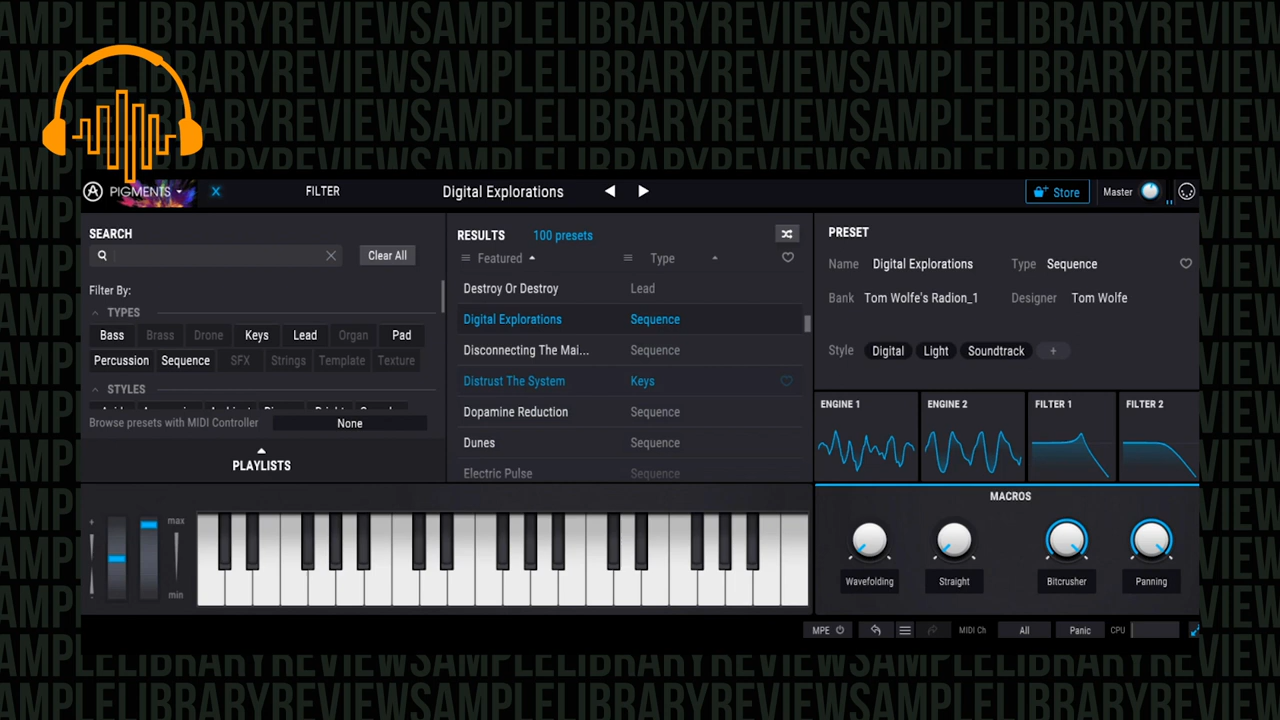 SAMPLELIBRARYREVIEW
PIGMENTS
X
FILTER
Digital Explorations
Store
Master
SEARCH
Clear All
Filter By:
TYPES
Bass Brass Drone Keys Lead Organ Pad
Percussion Sequence SFX Strings Template Texture
STYLES
Browse presets with MIDI Controller None
PLAYLISTS
RESULTS 100 presets
Featured Type
Destroy Or Destroy Lead
Digital Explorations Sequence
Disconnecting The Mai... Sequence
Distrust The System Keys
Dopamine Reduction Sequence
Dunes Sequence
Electric Pulse Sequence
PRESET
Name Digital Explorations Type Sequence
Bank Tom Wolfe's Radion_1 Designer Tom Wolfe
Style Digital Light Soundtrack +
ENGINE 1 ENGINE 2 FILTER 1 FILTER 2
MACROS
Wavefolding Straight Bitcrusher Panning
+ max
- min
MPE MIDI Ch All Panic CPU